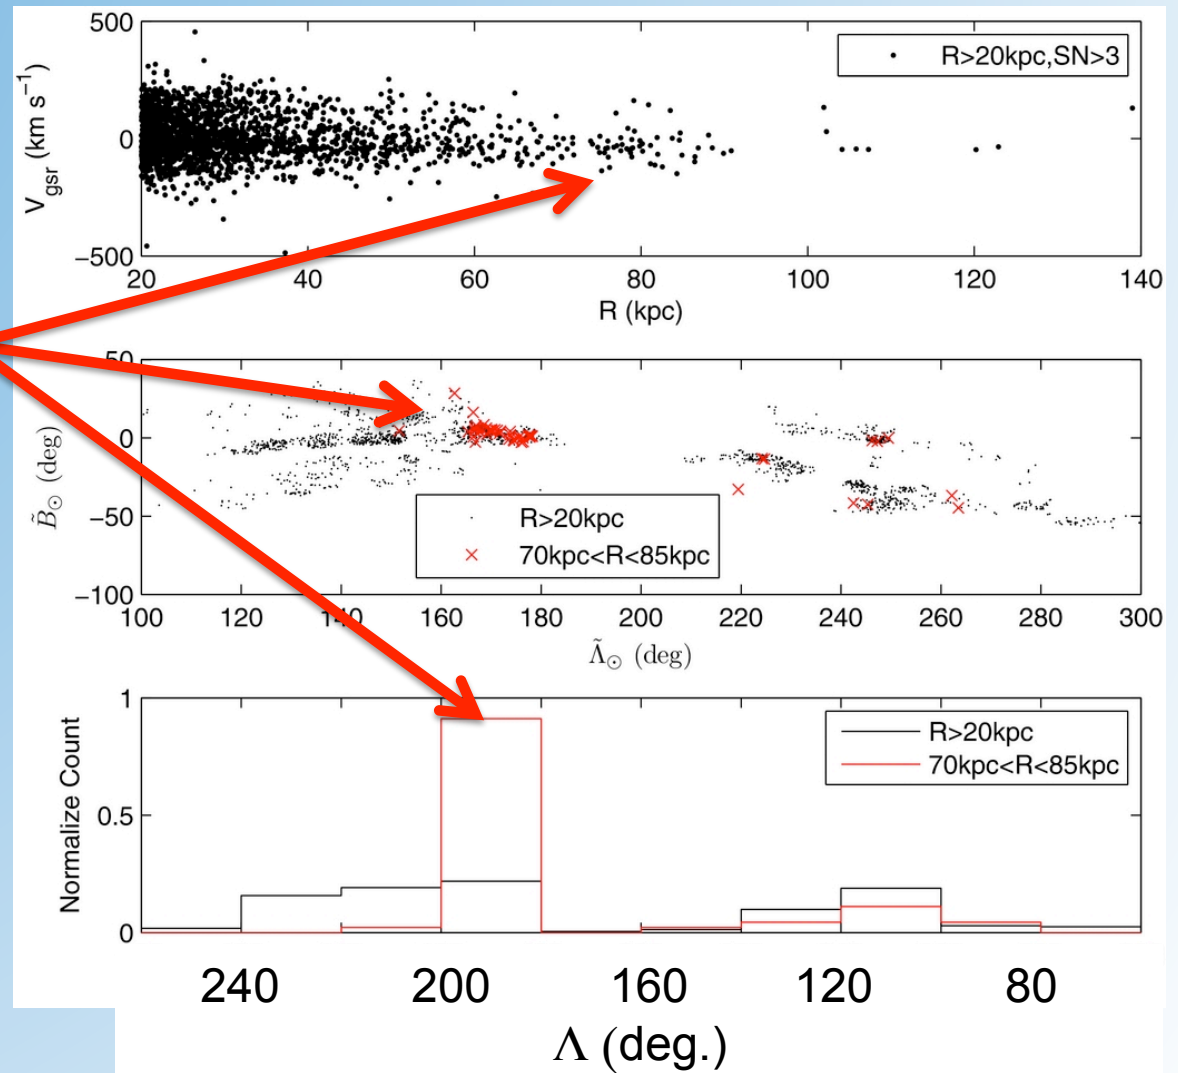 500
0
−500
V_gsr (km s⁻¹)
R>20kpc,SN>3
20 40 60 80 100 120 140
R (kpc)
50
0
−50
−100
B̃_⊙ (deg)
R>20kpc
70kpc<R<85kpc
100 120 140 160 180 200 220 240 260 280 300
Λ̃_⊙ (deg)
1
0.5
0
Normalize Count
R>20kpc
70kpc<R<85kpc
240 200 160 120 80
Λ (deg.)